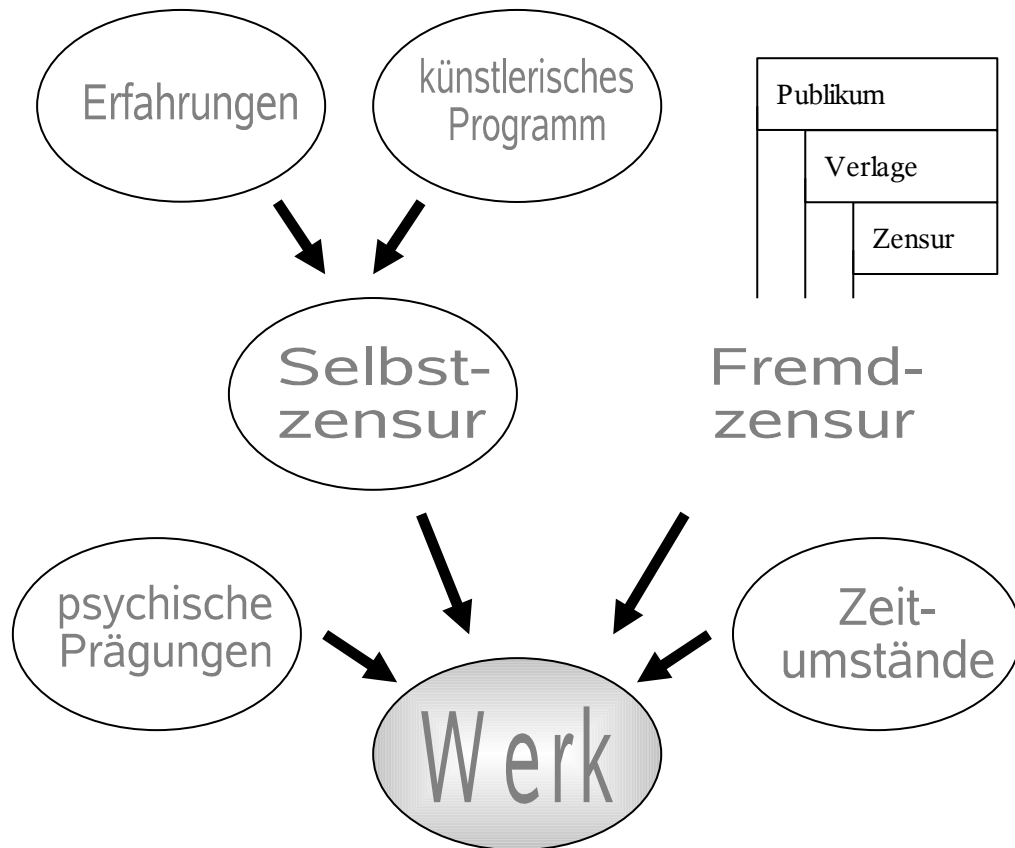 Erfahrungen
künstlerisches
Programm
Publikum
Verlage
Zensur
Selbst-
zensur
Fremd-
zensur
psychische
Prägungen
Zeit-
umstände
Werk